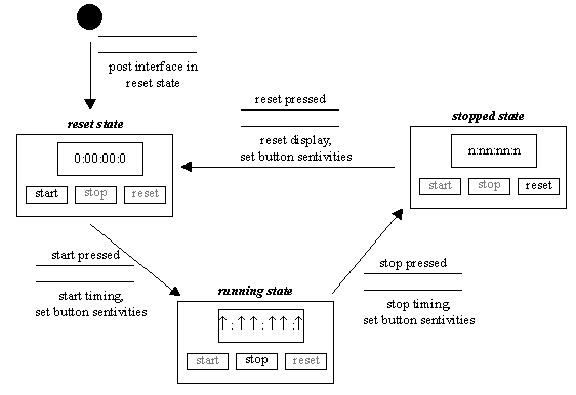 post interface in
reset state
reset state
0:00:00:0
start stop reset
reset pressed
reset display,
set button sentivities
stopped state
n:nn:nn:n
start stop reset
start pressed
start timing,
set button sentivities
running state
↑:↑↑:↑↑:↑
start stop reset
stop pressed
stop timing,
set button sentivities